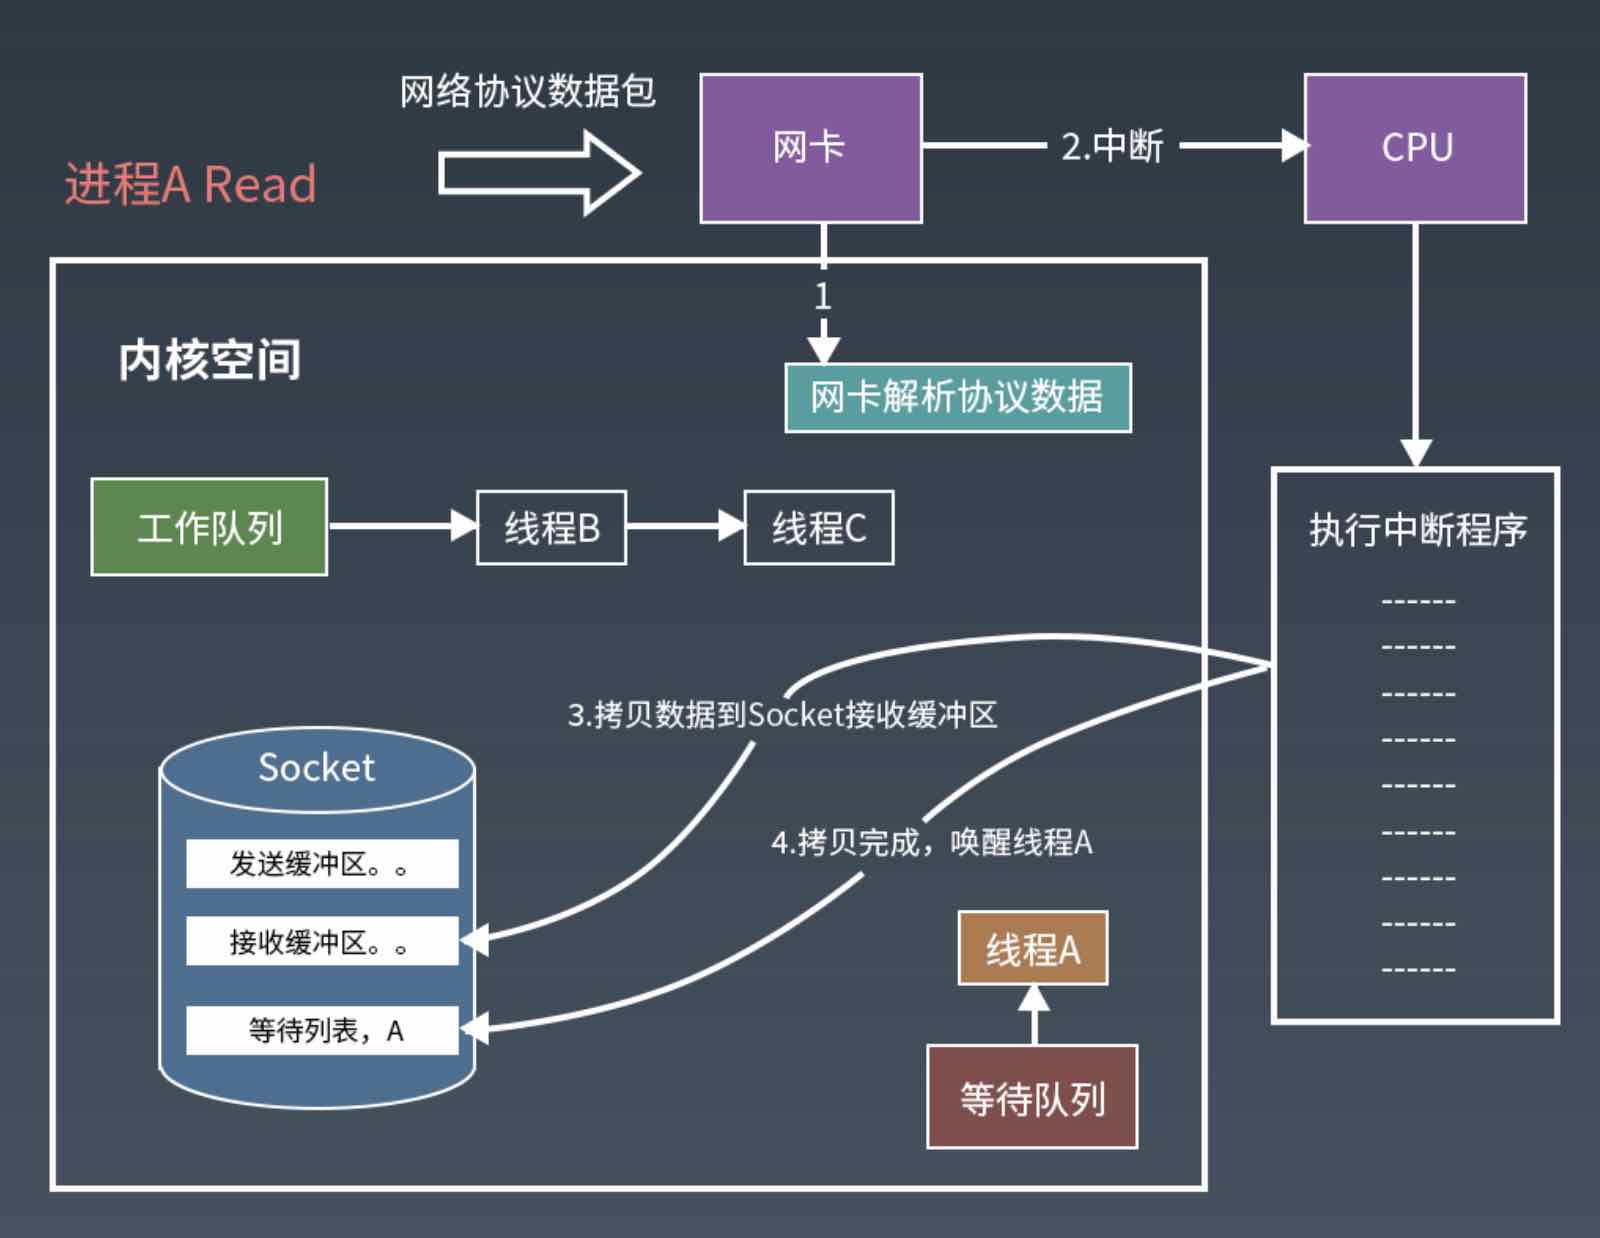 网络协议数据包
进程A Read
网卡
2.中断
CPU
1
内核空间
网卡解析协议数据
工作队列
线程B
线程C
执行中断程序
------
------
------
------
------
------
------
------
------
3.拷贝数据到Socket接收缓冲区
Socket
4.拷贝完成，唤醒线程A
发送缓冲区。。
接收缓冲区。。
线程A
等待列表，A
等待队列